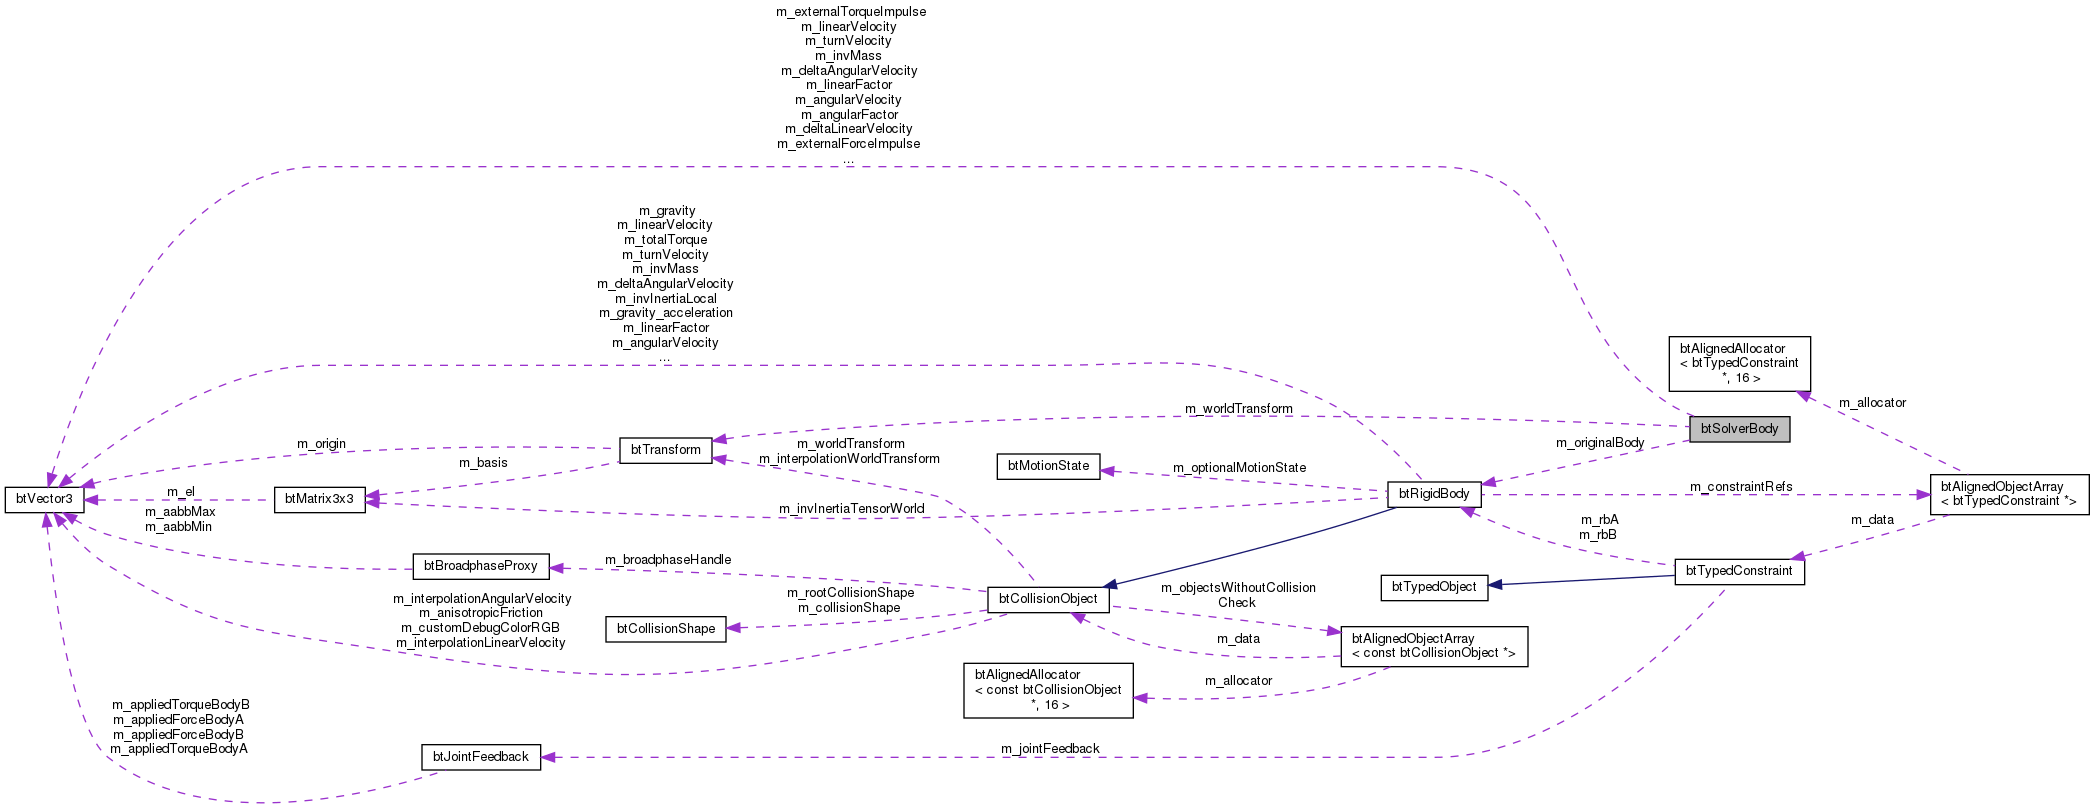 m_externalTorqueImpulse
m_linearVelocity
m_turnVelocity
m_invMass
m_deltaAngularVelocity
m_linearFactor
m_angularVelocity
m_angularFactor
m_deltaLinearVelocity
m_externalForceImpulse
...
m_gravity
m_linearVelocity
m_totalTorque
m_turnVelocity
m_invMass
m_deltaAngularVelocity
m_invInertiaLocal
m_gravity_acceleration
m_linearFactor
m_angularVelocity
...
btAlignedAllocator
< btTypedConstraint
*, 16 >
m_allocator
m_worldTransform
btSolverBody
m_originalBody
m_origin
btTransform
m_worldTransform
m_interpolationWorldTransform
m_basis
btMotionState
m_optionalMotionState
btVector3
m_el
btMatrix3x3
m_invInertiaTensorWorld
btRigidBody
m_constraintRefs
btAlignedObjectArray
< btTypedConstraint *>
m_aabbMax
m_aabbMin
m_rbA
m_rbB
m_data
btBroadphaseProxy
m_broadphaseHandle
btTypedConstraint
btTypedObject
m_objectsWithoutCollision
Check
m_rootCollisionShape
m_collisionShape
btCollisionObject
m_interpolationAngularVelocity
m_anisotropicFriction
m_customDebugColorRGB
m_interpolationLinearVelocity
btCollisionShape
m_data
btAlignedObjectArray
< const btCollisionObject *>
btAlignedAllocator
< const btCollisionObject
*, 16 >
m_allocator
m_appliedTorqueBodyB
m_appliedForceBodyA
m_appliedForceBodyB
m_appliedTorqueBodyA
btJointFeedback
m_jointFeedback